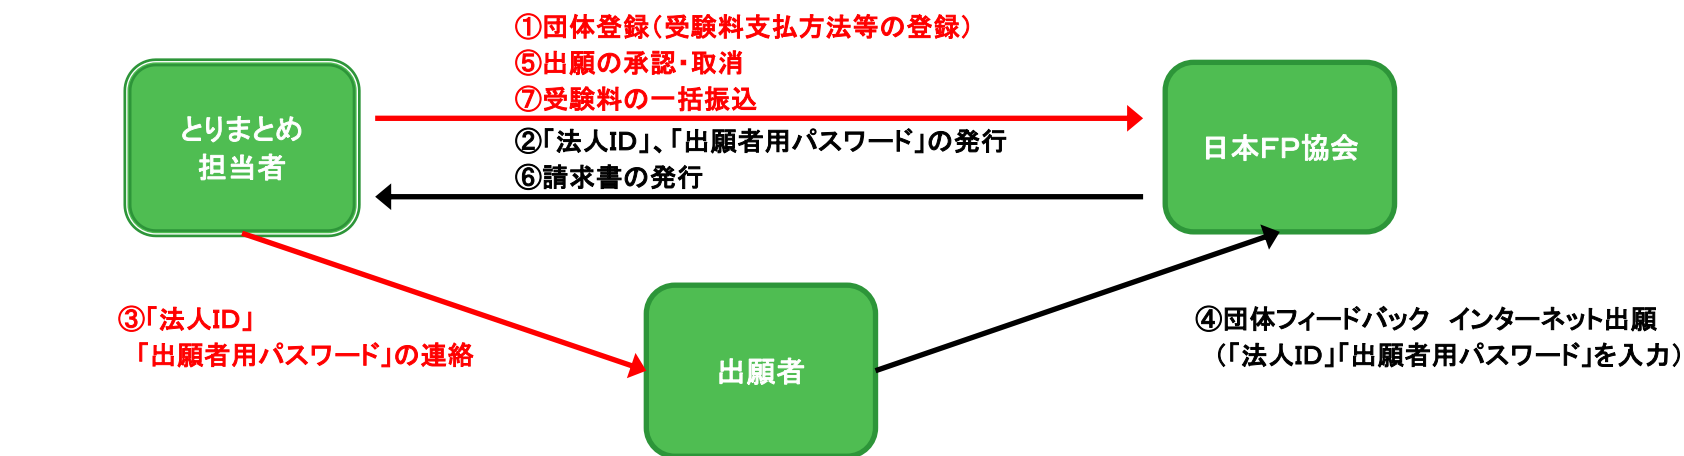 ①団体登録（受験料支払方法等の登録）
⑤出願の承認・取消
⑦受験料の一括振込
とりまとめ
担当者
②「法人ID」、「出願者用パスワード」の発行
⑥請求書の発行
日本FP協会
③「法人ID」
「出願者用パスワード」の連絡
出願者
④団体フィードバック　インターネット出願
（「法人ID」「出願者用パスワード」を入力）